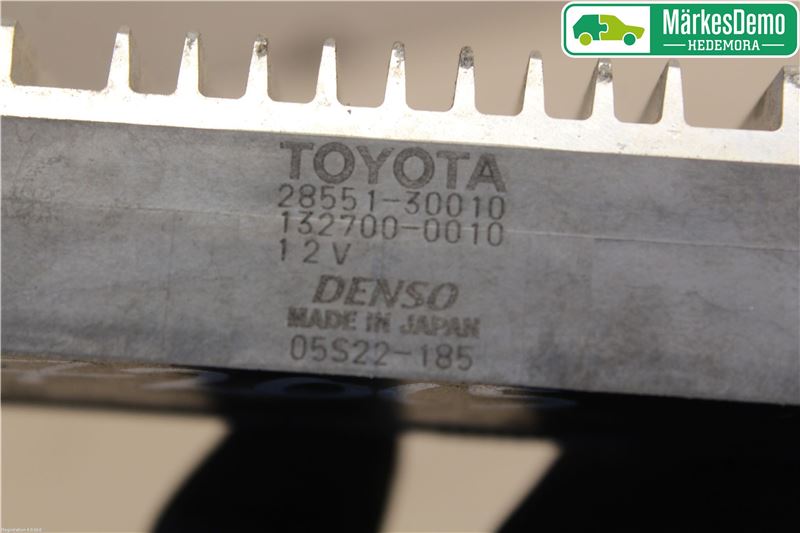 MärkesDemo
HEDEMORA
TOYOTA
28551-30010
132700-0010
12V
DENSO
MADE IN JAPAN
05S22-185